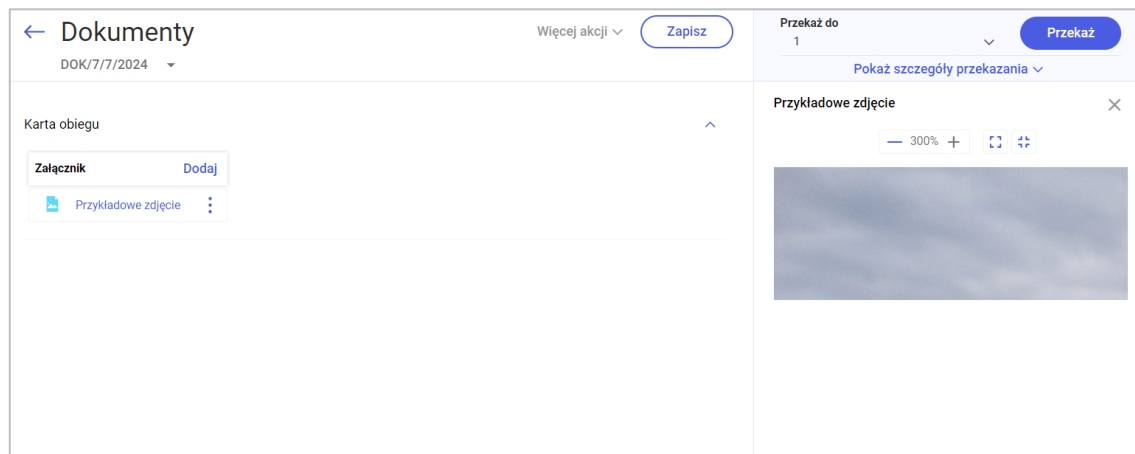 Dokumenty
Więcej akcji
Zapisz
DOK/7/7/2024
Karta obiegu
Załącznik
Dodaj
Przykładowe zdjęcie
Przekaż do
1
Przekaż
Pokaż szczegóły przekazania
Przykładowe zdjęcie
300%